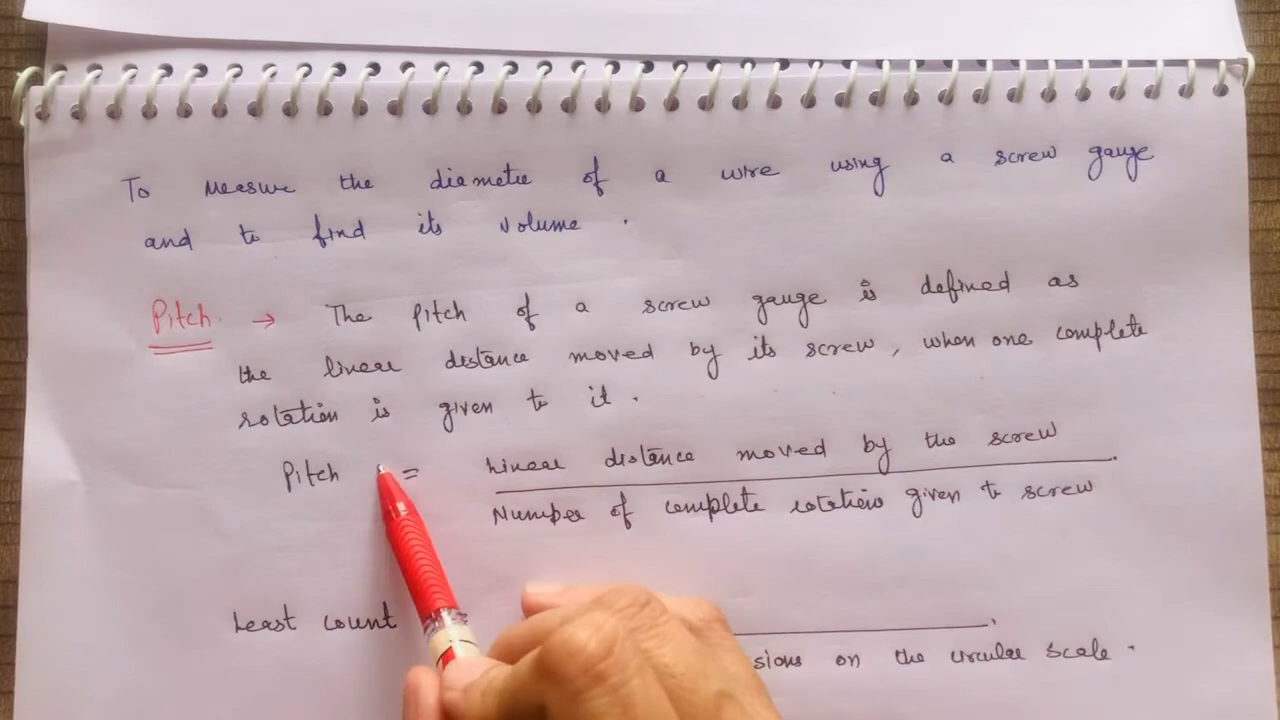 To measure the diameter of a wire using a screw gauge
and to find its volume .
Pitch → The pitch of a screw gauge is defined as
the linear distance moved by its screw, when one complete
rotation is given to it .
Pitch = Linear distance moved by the screw
Number of complete rotation given to screw
Least count
sions on the circular scale .